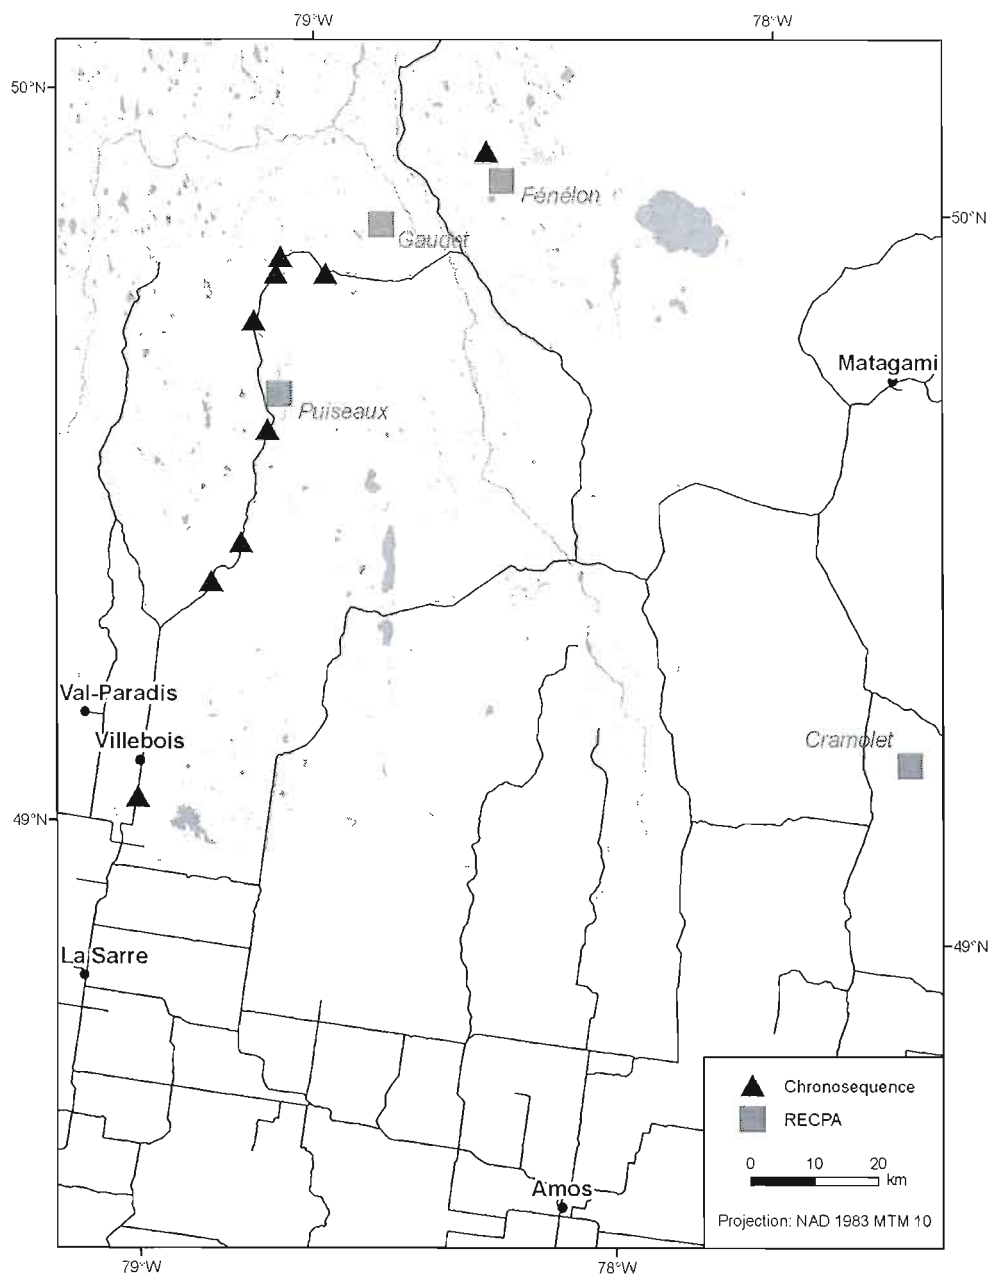 79°W
78°W
50°N
Fénélon
Gaudet
50°N
Matagami
Puiseaux
Val-Paradis
Villebois
Cramolet
49°N
49°N
La Sarre
Chronosequence
RECPA
0 10 20
km
Amos
Projection: NAD 1983 MTM 10
79°W
78°W